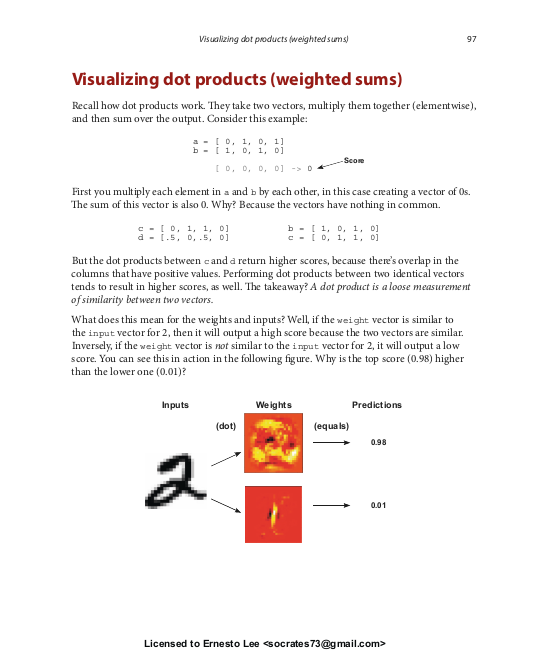 Visualizing dot products (weighted sums) 97
Visualizing dot products (weighted sums)
Recall how dot products work. They take two vectors, multiply them together (elementwise),
and then sum over the output. Consider this example:
a = [ 0, 1, 0, 1]
b = [ 1, 0, 1, 0]
Score
[ 0, 0, 0, 0] -> 0
First you multiply each element in a and b by each other, in this case creating a vector of 0s.
The sum of this vector is also 0. Why? Because the vectors have nothing in common.
c = [ 0, 1, 1, 0] b = [ 1, 0, 1, 0]
d = [.5, 0,.5, 0] c = [ 0, 1, 1, 0]
But the dot products between c and d return higher scores, because there's overlap in the
columns that have positive values. Performing dot products between two identical vectors
tends to result in higher scores, as well. The takeaway? A dot product is a loose measurement
of similarity between two vectors.
What does this mean for the weights and inputs? Well, if the weight vector is similar to
the input vector for 2, then it will output a high score because the two vectors are similar.
Inversely, if the weight vector is not similar to the input vector for 2, it will output a low
score. You can see this in action in the following figure. Why is the top score (0.98) higher
than the lower one (0.01)?
Inputs Weights Predictions
(dot) (equals)
0.98
2
0.01
Licensed to Ernesto Lee <socrates73@gmail.com>